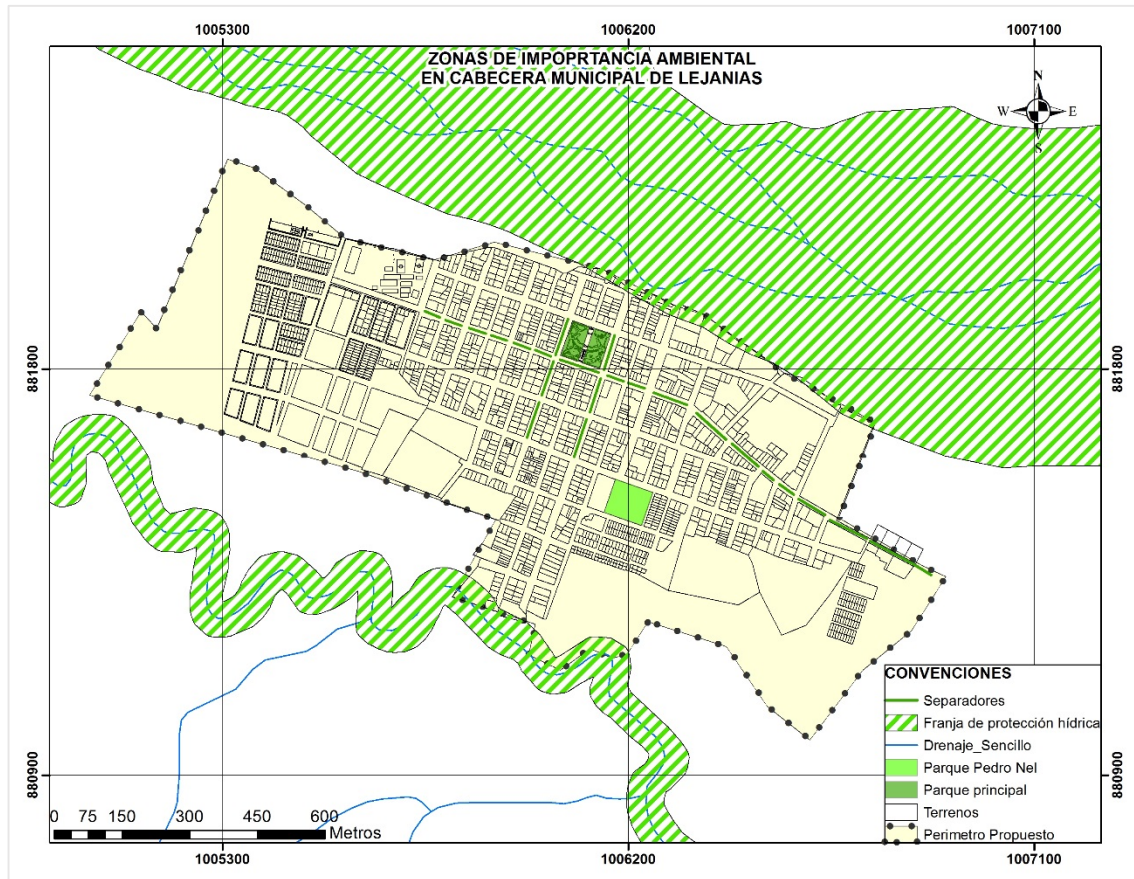 1005300 1006200 1007100
ZONAS DE IMPOPRTANCIA AMBIENTAL
EN CABECERA MUNICIPAL DE LEJANIAS
N
W E
S
881800 881800
CONVENCIONES
Separadores
Franja de protección hídrica
Drenaje_Sencillo
Parque Pedro Nel
Parque principal
Terrenos
Perimetro Propuesto
880900 880900
0 75 150 300 450 600
Metros
1005300 1006200 1007100